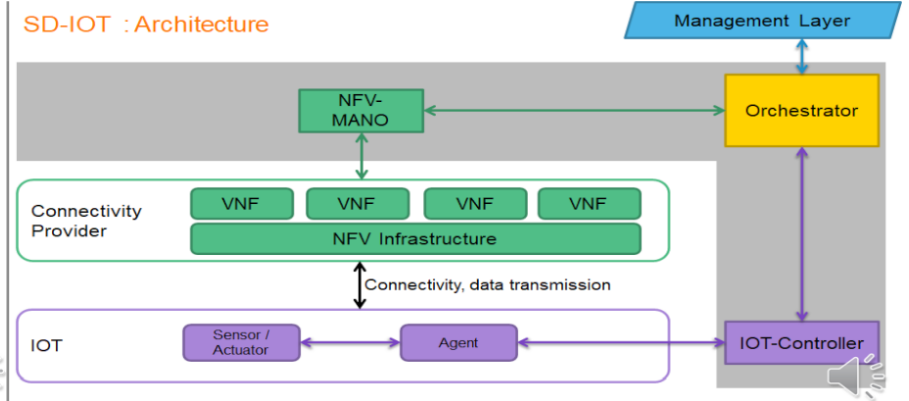 SD-IOT : Architecture
Management Layer
NFV-
MANO
Orchestrator
Connectivity
Provider
VNF
VNF
VNF
VNF
NFV Infrastructure
Connectivity, data transmission
IOT
Sensor /
Actuator
Agent
IOT-Controller